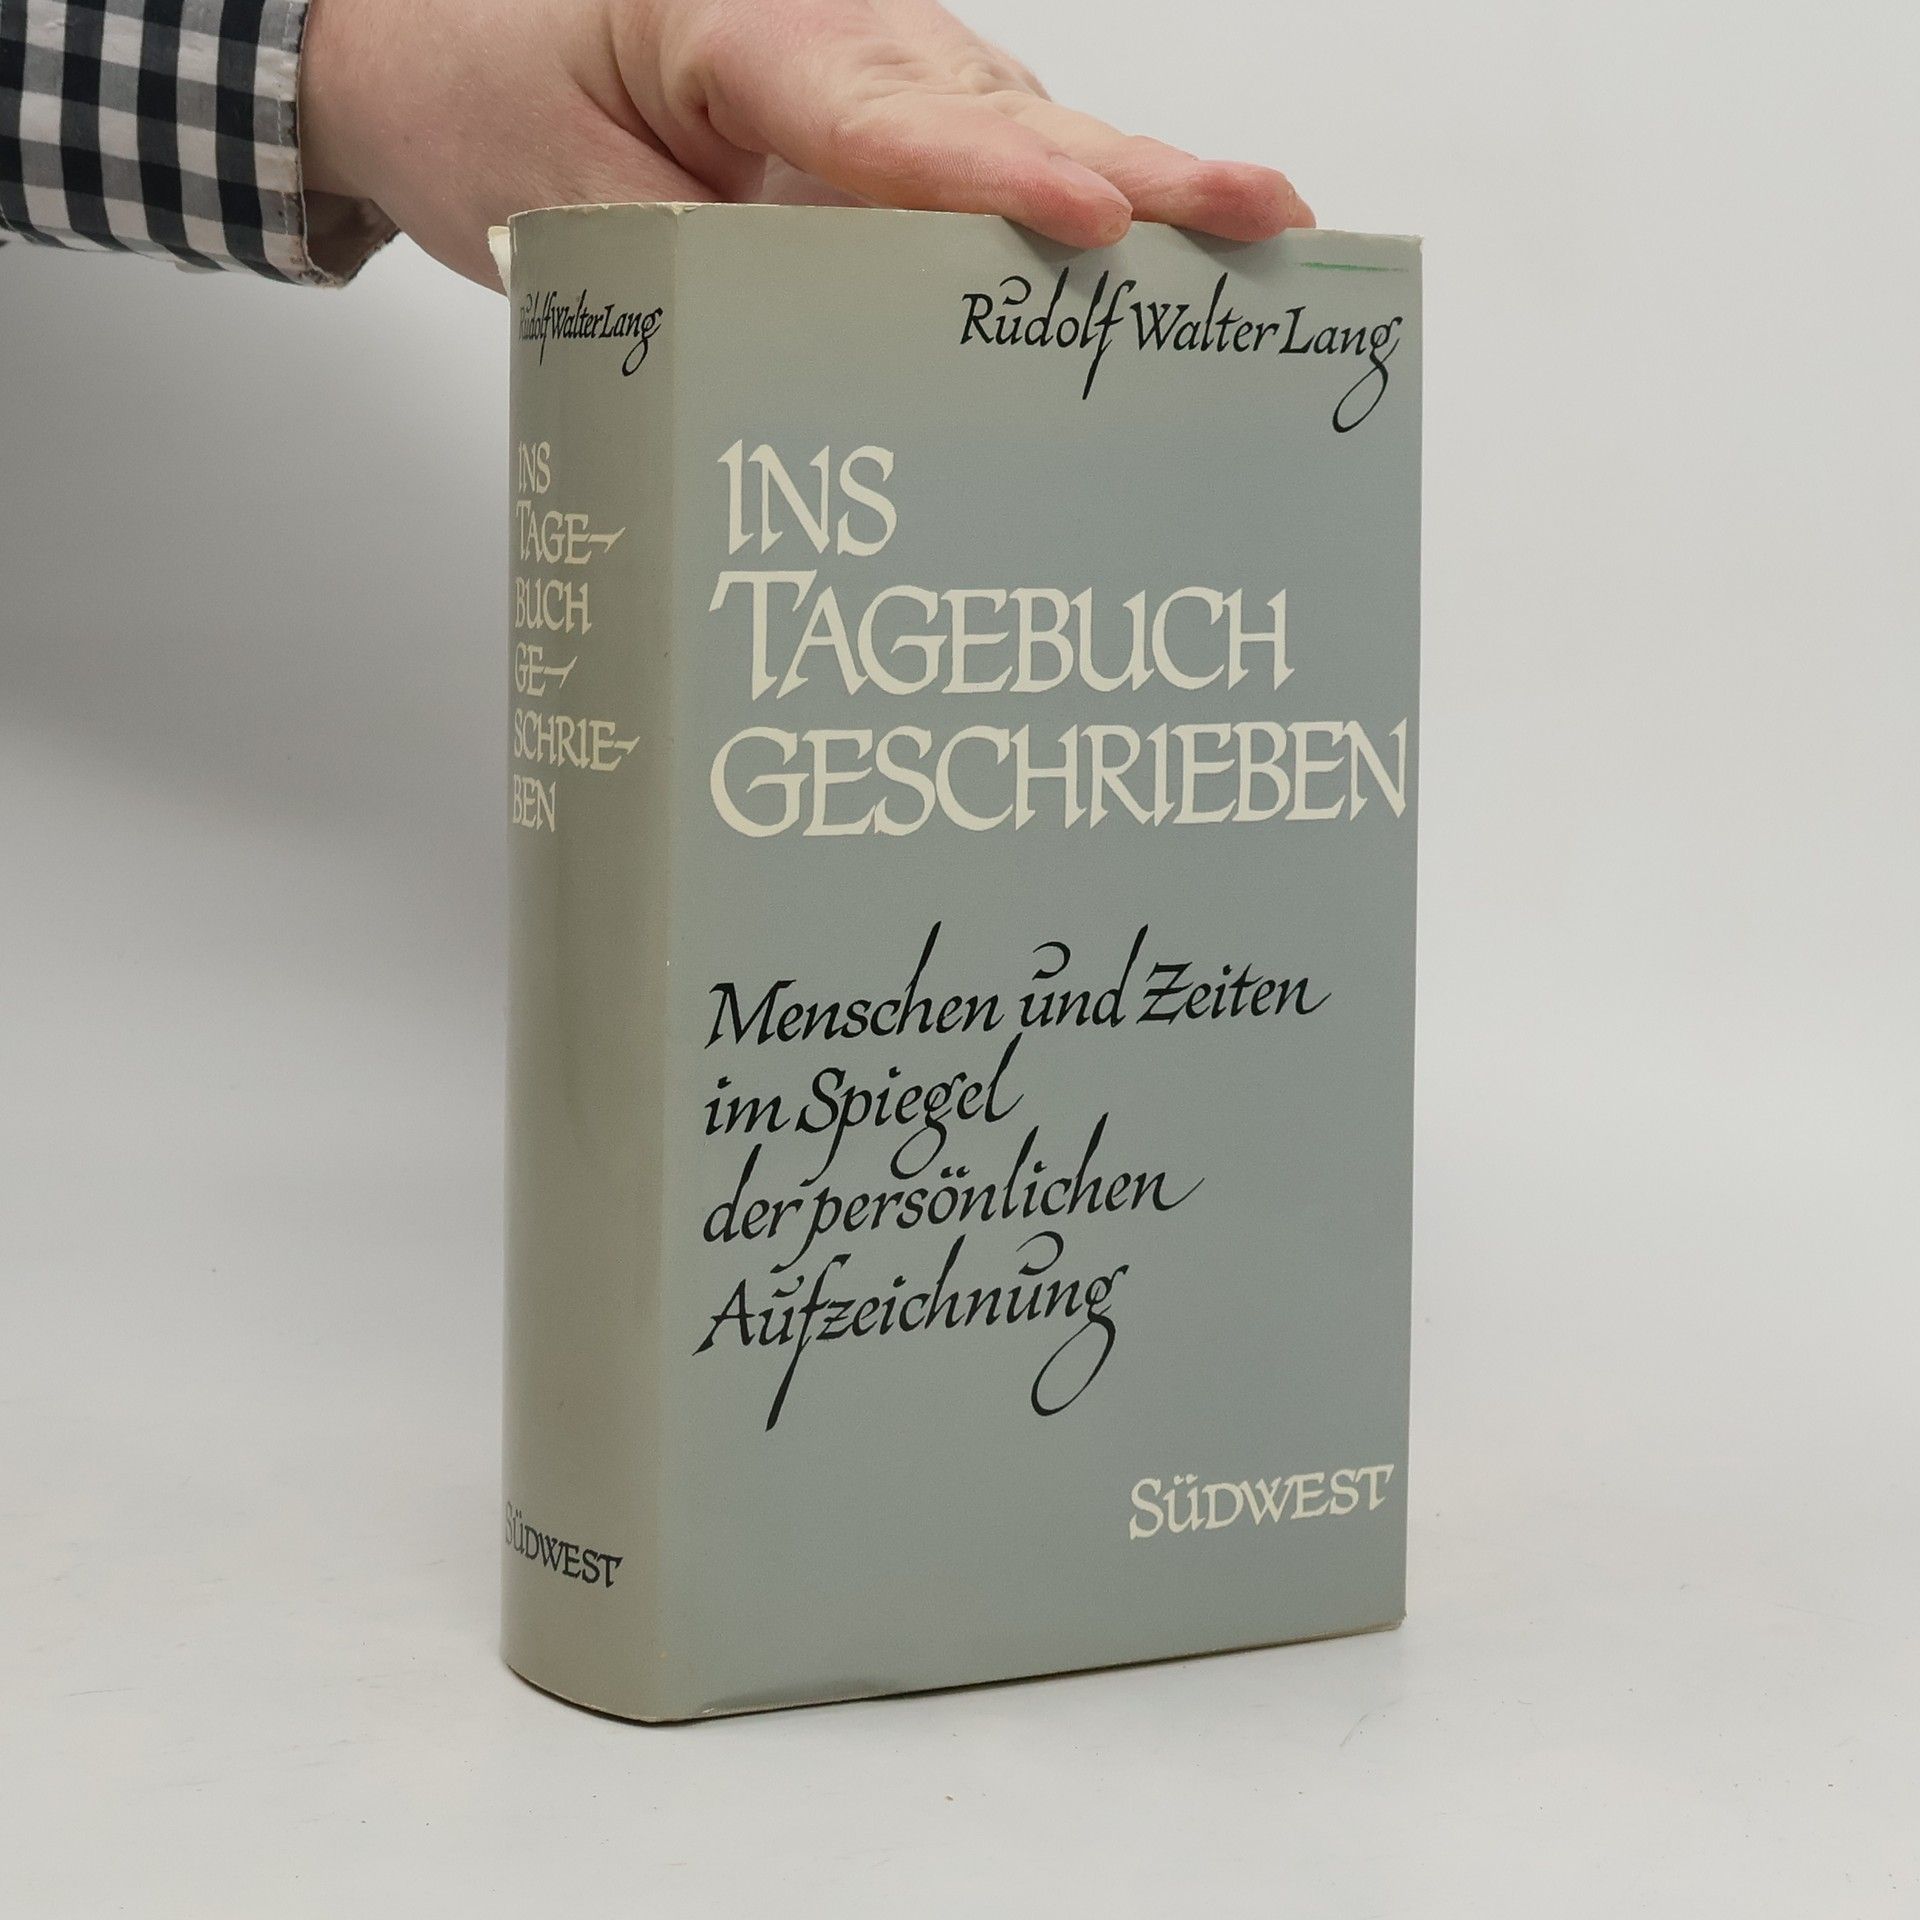 Rudolf Walter Lang
INS
TAGE-
BUCH
GE-
SCHRIE-
BEN
SÜDWEST
Rudolf Walter Lang
INS
TAGEBUCH
GESCHRIEBEN
Menschen und Zeiten
im Spiegel
der persönlichen
Aufzeichnung
SÜDWEST